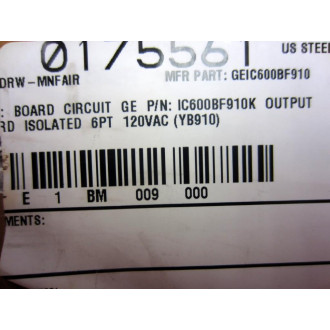 0175561
US STEE
DRW-MNFAIR
MFR PART: GEIC600BF910
: BOARD CIRCUIT GE P/N: IC600BF910K OUTPUT
RD ISOLATED 6PT 120VAC (YB910)
E 1 BM 009 000
MENTS: